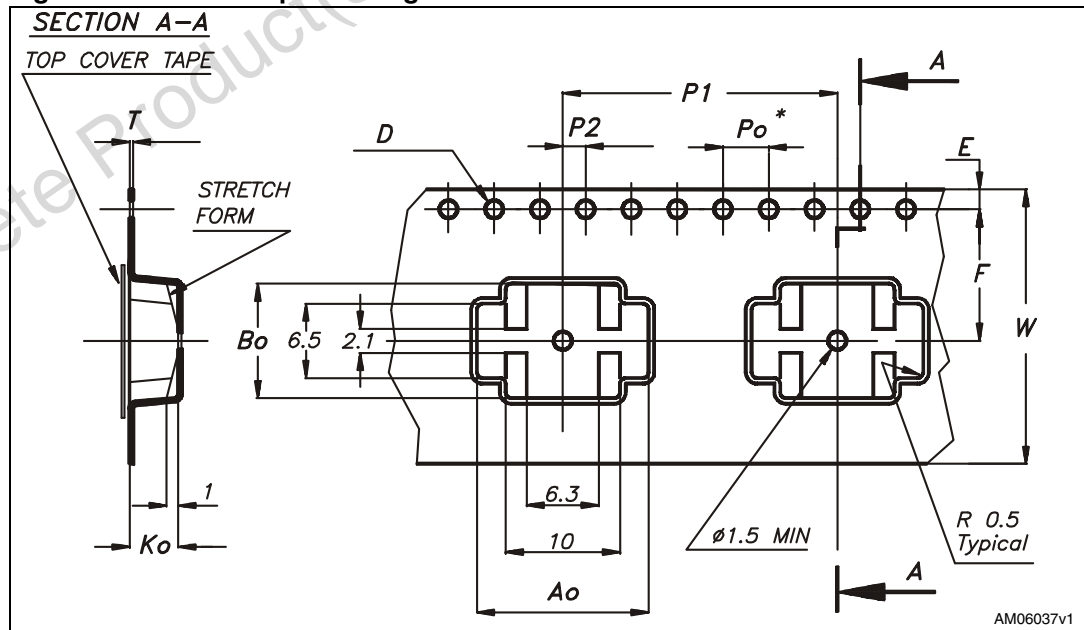 SECTION A-A
TOP COVER TAPE
A
P1
T
D
P2
Po *
E
STRETCH
FORM
F
W
Bo
6.5
2.1
1
6.3
Ko
10
ø1.5 MIN
R 0.5
Typical
Ao
A
AM06037v1